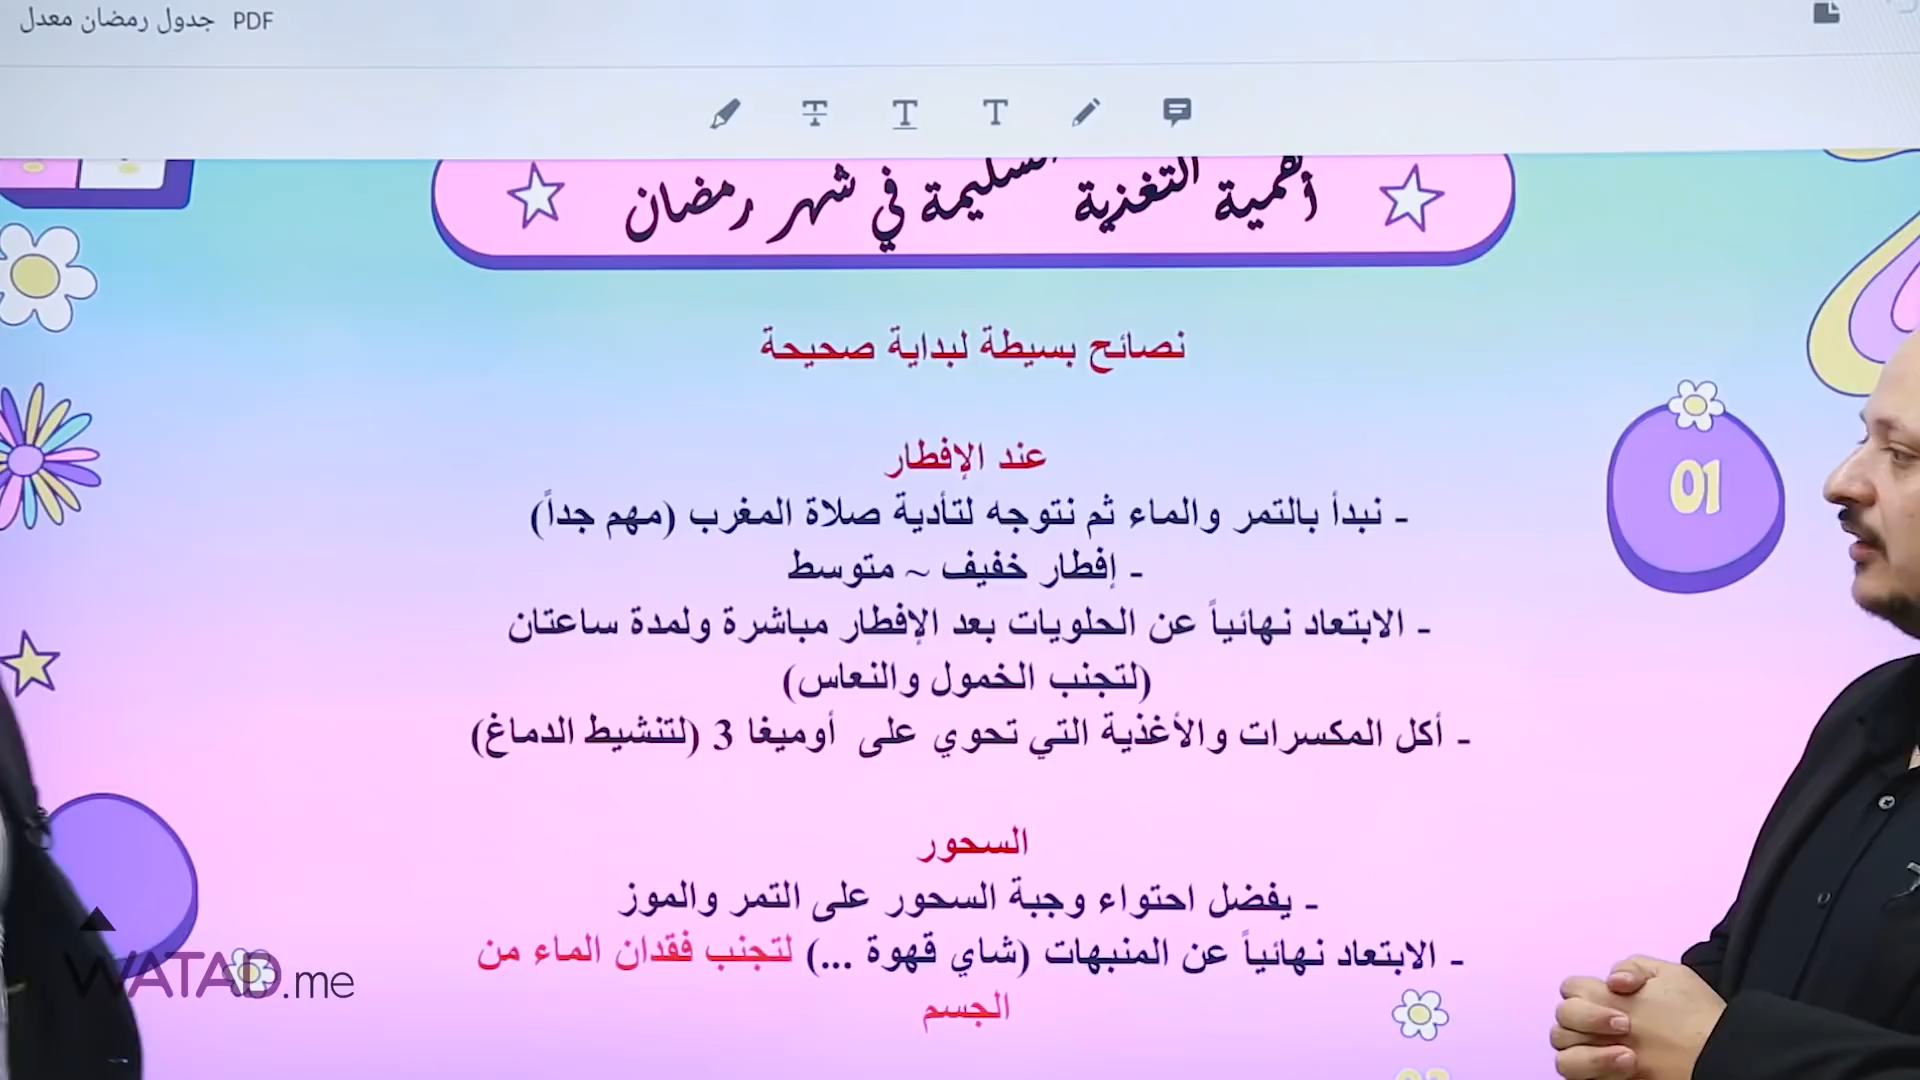 جدول رمضان معدل PDF
أهمية التغذية السليمة في شهر رمضان
نصائح بسيطة لبداية صحيحة
عند الإفطار
- نبدأ بالتمر والماء ثم نتوجه لتأدية صلاة المغرب (مهم جداً)
- إفطار خفيف ~ متوسط
- الابتعاد نهائياً عن الحلويات بعد الإفطار مباشرة ولمدة ساعتان
(لتجنب الخمول والنعاس)
- أكل المكسرات والأغذية التي تحوي على أوميغا 3 (لتنشيط الدماغ)
01
السحور
- يفضل احتواء وجبة السحور على التمر والموز
- الابتعاد نهائياً عن المنبهات (شاي قهوة ...) لتجنب فقدان الماء من
الجسم
WATAD.me